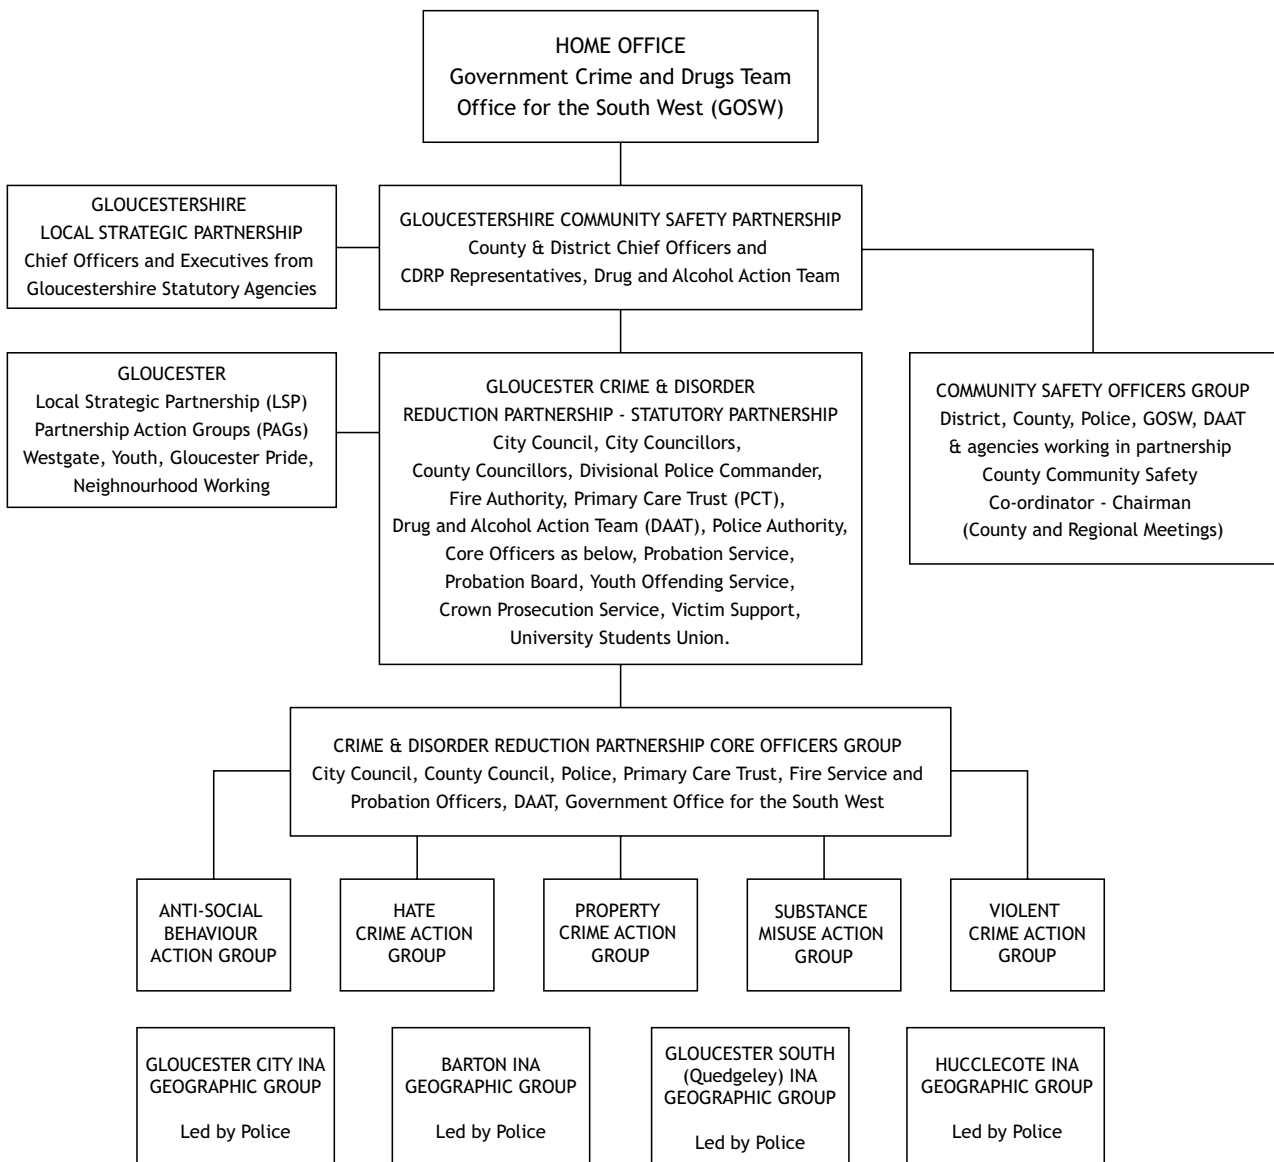 HOME OFFICE
Government Crime and Drugs Team
Office for the South West (GOSW)
GLOUCESTERSHIRE
LOCAL STRATEGIC PARTNERSHIP
Chief Officers and Executives from
Gloucestershire Statutory Agencies
GLOUCESTERSHIRE COMMUNITY SAFETY PARTNERSHIP
County & District Chief Officers and
CDRP Representatives, Drug and Alcohol Action Team
GLOUCESTER
Local Strategic Partnership (LSP)
Partnership Action Groups (PAGs)
Westgate, Youth, Gloucester Pride,
Neighnourhood Working
GLOUCESTER CRIME & DISORDER
REDUCTION PARTNERSHIP - STATUTORY PARTNERSHIP
City Council, City Councillors,
County Councillors, Divisional Police Commander,
Fire Authority, Primary Care Trust (PCT),
Drug and Alcohol Action Team (DAAT), Police Authority,
Core Officers as below, Probation Service,
Probation Board, Youth Offending Service,
Crown Prosecution Service, Victim Support,
University Students Union.
COMMUNITY SAFETY OFFICERS GROUP
District, County, Police, GOSW, DAAT
& agencies working in partnership
County Community Safety
Co-ordinator - Chairman
(County and Regional Meetings)
CRIME & DISORDER REDUCTION PARTNERSHIP CORE OFFICERS GROUP
City Council, County Council, Police, Primary Care Trust, Fire Service and
Probation Officers, DAAT, Government Office for the South West
ANTI-SOCIAL
BEHAVIOUR
ACTION GROUP
HATE
CRIME ACTION
GROUP
PROPERTY
CRIME ACTION
GROUP
SUBSTANCE
MISUSE ACTION
GROUP
VIOLENT
CRIME ACTION
GROUP
GLOUCESTER CITY INA
GEOGRAPHIC GROUP
Led by Police
BARTON INA
GEOGRAPHIC GROUP
Led by Police
GLOUCESTER SOUTH
(Quedgeley) INA
GEOGRAPHIC GROUP
Led by Police
HUCCLECOTE INA
GEOGRAPHIC GROUP
Led by Police